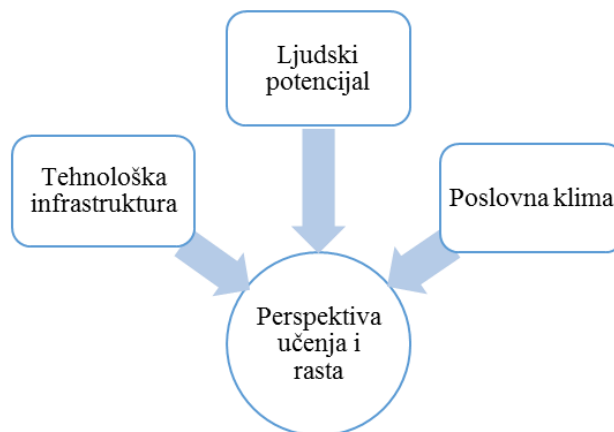 Ljudski
potencijal
Tehnološka
infrastruktura
Poslovna klima
Perspektiva
učenja i
rasta